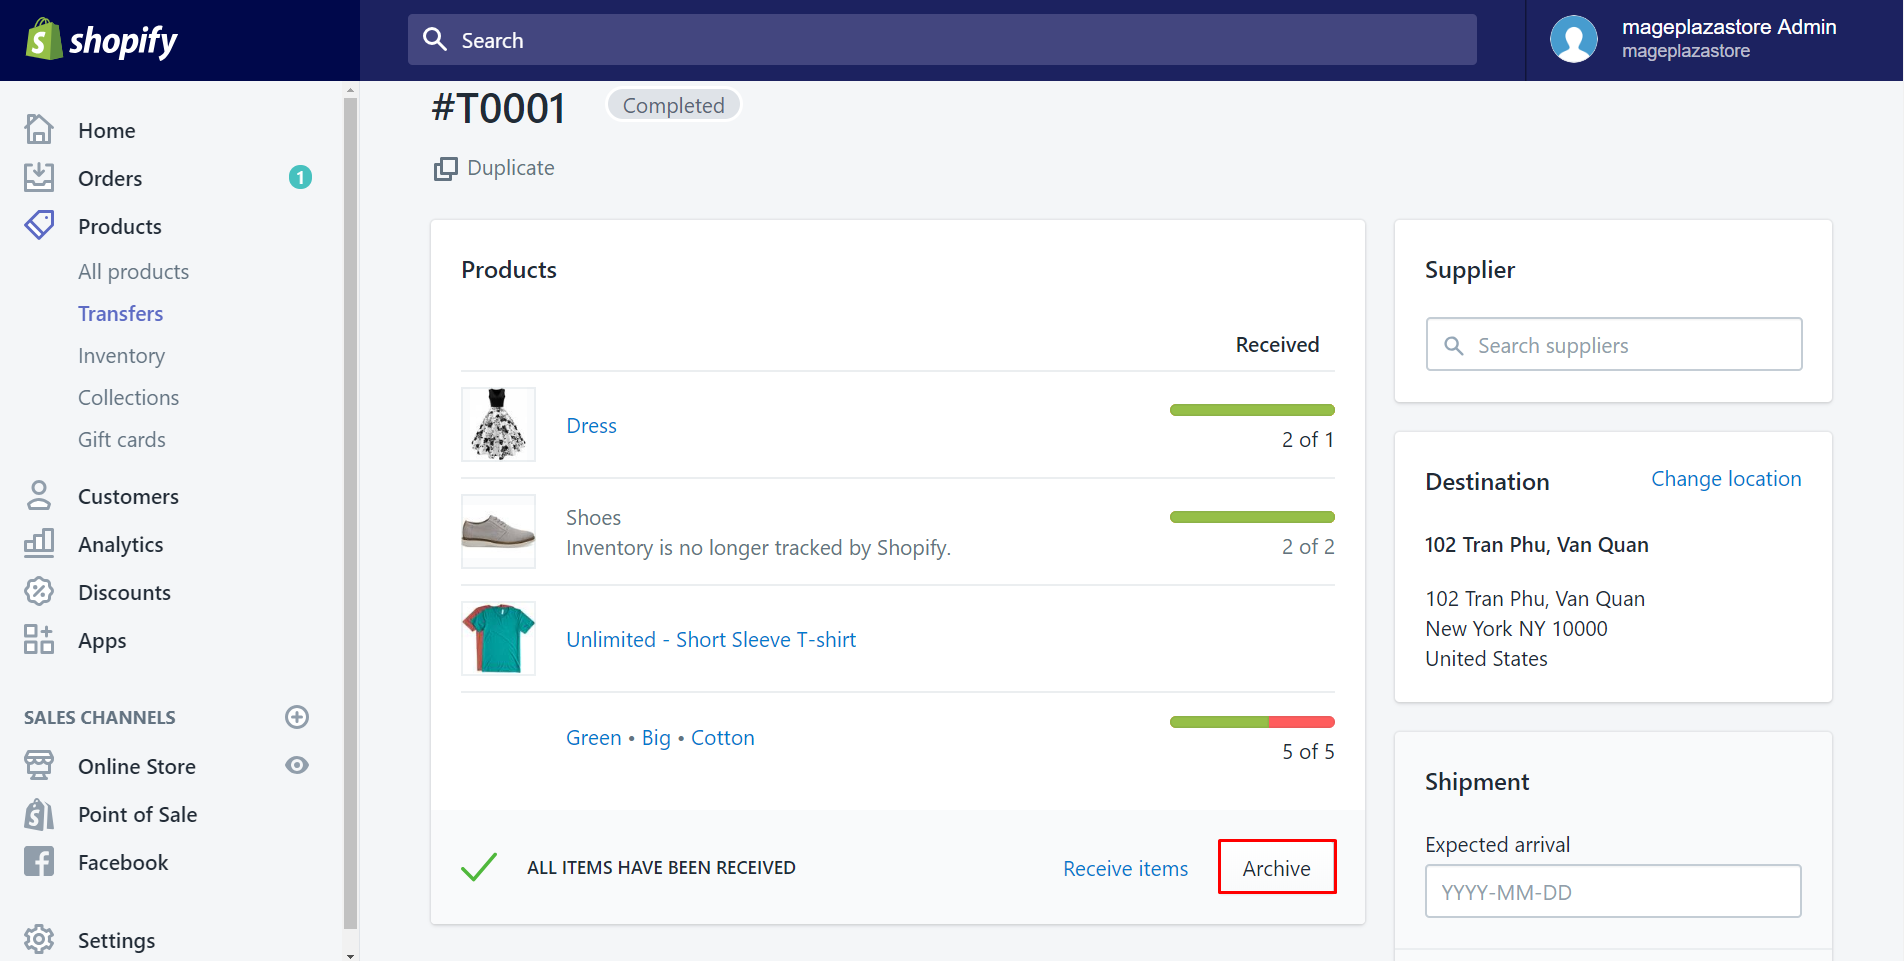 shopify
Search
mageplazastore Admin
mageplazastore
Home
Orders
1
Products
All products
Transfers
Inventory
Collections
Gift cards
Customers
Analytics
Discounts
Apps
SALES CHANNELS
Online Store
Point of Sale
Facebook
Settings
#T0001
Completed
Duplicate
Products
Received
Dress
2 of 1
Shoes
Inventory is no longer tracked by Shopify.
2 of 2
Unlimited - Short Sleeve T-shirt
Green • Big • Cotton
5 of 5
ALL ITEMS HAVE BEEN RECEIVED
Receive items
Archive
Supplier
Search suppliers
Destination
Change location
102 Tran Phu, Van Quan
102 Tran Phu, Van Quan
New York NY 10000
United States
Shipment
Expected arrival
YYYY-MM-DD